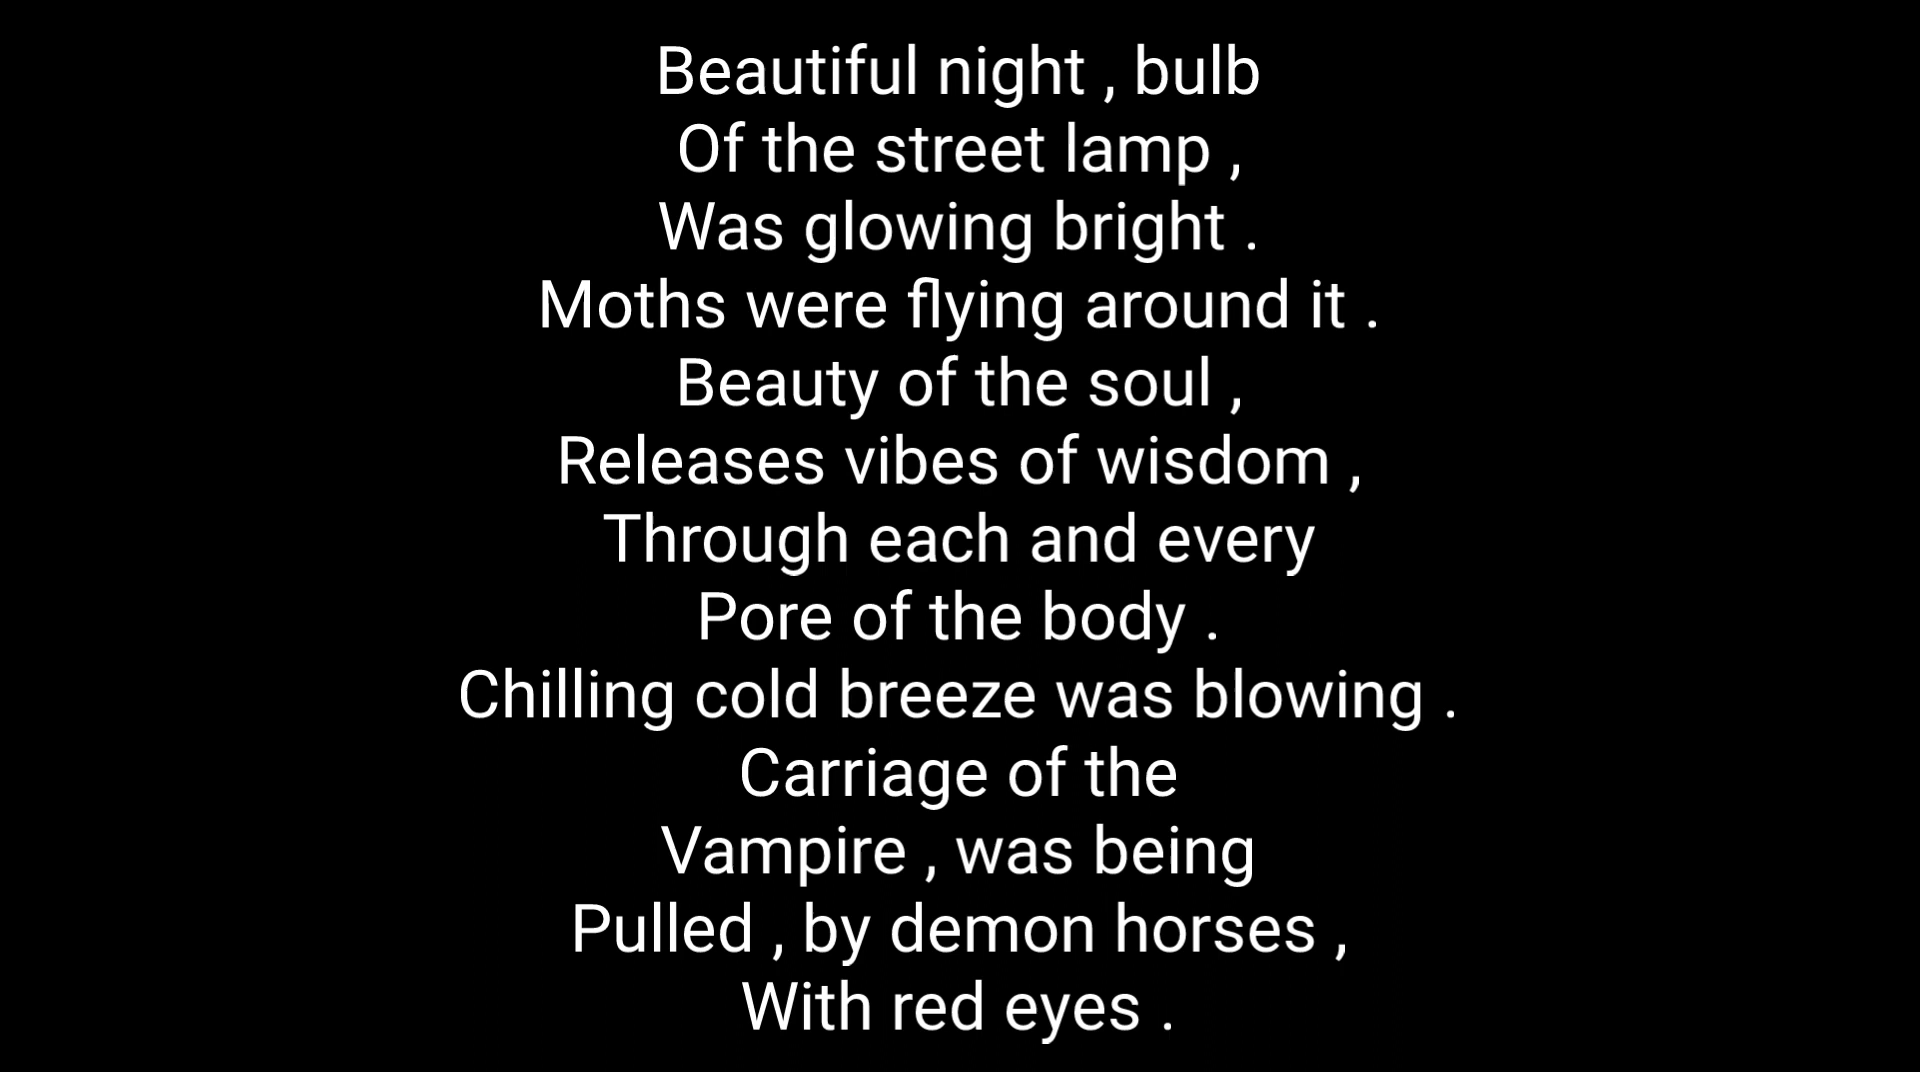 Beautiful night , bulb
Of the street lamp ,
Was glowing bright .
Moths were flying around it .
Beauty of the soul ,
Releases vibes of wisdom ,
Through each and every
Pore of the body .
Chilling cold breeze was blowing .
Carriage of the
Vampire , was being
Pulled , by demon horses ,
With red eyes .